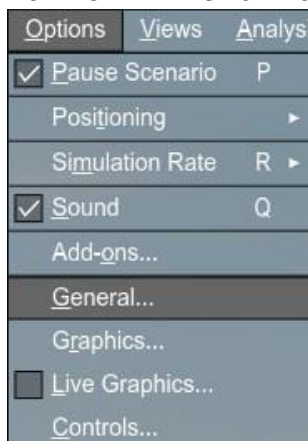 Options Views Analys
Pause Scenario P
Positioning
Simulation Rate R
Sound Q
Add-ons...
General...
Graphics...
Live Graphics...
Controls...